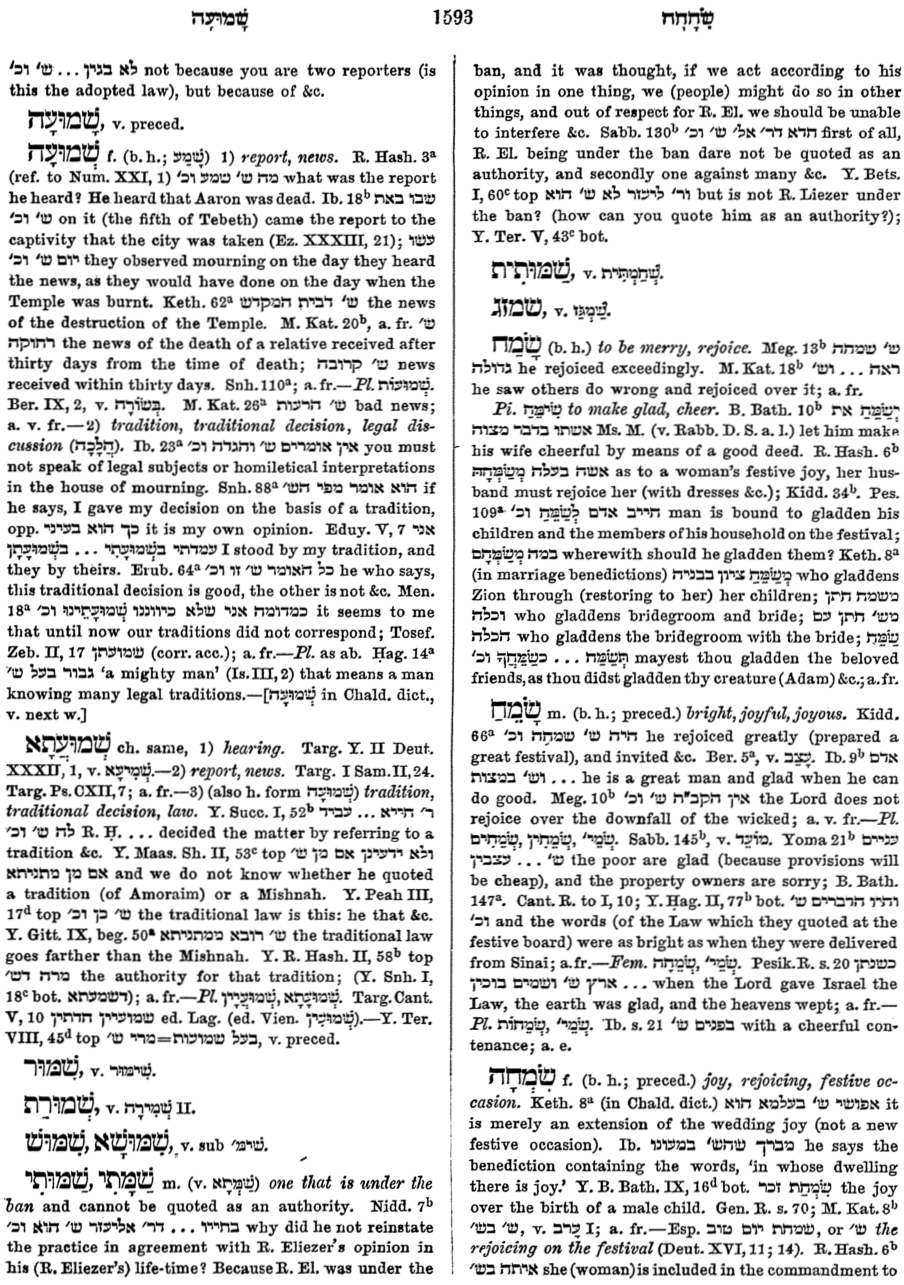 שְׁמוּעָה 1593 שִׂמְחָה
לא בגין ... ש' וכ' not because you are two reporters (is
this the adopted law), but because of &c.
שָׁמוּעָה, v. preced.
שְׁמוּעָה f. (b. h.; שָׁמַע) 1) report, news. R. Hash. 3ª
(ref. to Num. XXI, 1) מה ש' שמע וכ' what was the report
he heard? He heard that Aaron was dead. Ib. 18ᵇ שבו באת
ש' וכ' on it (the fifth of Tebeth) came the report to the
captivity that the city was taken (Ez. XXXIII, 21); עשו
יום ש' וכ' they observed mourning on the day they heard
the news, as they would have done on the day when the
Temple was burnt. Keth. 62ª ש' דבית המקדש the news
of the destruction of the Temple. M. Kat. 20ᵇ, a. fr. ש'
רחוקה the news of the death of a relative received after
thirty days from the time of death; ש' קרובה news
received within thirty days. Snh. 110ª; a. fr.—Pl. שְׁמוּעוֹת.
Ber. IX, 2, v. בְּשׂוֹרָה. M. Kat. 26ª ש' הרעות bad news;
a. v. fr.—2) tradition, traditional decision, legal dis-
cussion (הֲלָכָה). Ib. 23ª אין אומרים ש' והגדה וכ' you must
not speak of legal subjects or homiletical interpretations
in the house of mourning. Snh. 88ª הוא אומר מפי הש' if
he says, I gave my decision on the basis of a tradition,
opp. כך הוא בעיני it is my own opinion. Eduy. V, 7 אני
עמדתי בשְׁמוּעָתִי ... בשְׁמוּעָתָן I stood by my tradition, and
they by theirs. Erub. 64ª כל האומר ש' זו וכ' he who says,
this traditional decision is good, the other is not &c. Men.
18ª כמדומה אני שלא כיווננו שְׁמוּעָתֵינוּ וכ' it seems to me
that until now our traditions did not correspond; Tosef.
Zeb. II, 17 שמועתן (corr. acc.); a. fr.—Pl. as ab. Ḥag. 14ª
גבור בעל ש' 'a mighty man' (Is. III, 2) that means a man
knowing many legal traditions.—[שְׁמוּעָה in Chald. dict.,
v. next w.]
שְׁמוּעֲתָא ch. same, 1) hearing. Targ. Y. II Deut.
XXXII, 1, v. שְׁמִיעָא.—2) report, news. Targ. I Sam. II, 24.
Targ. Ps. CXII, 7; a. fr.—3) (also h. form שְׁמוּעָה) tradition,
traditional decision, law. Y. Succ. I, 52ᵇ ר' חייא ... עביד
לה ש' וכ' R. Ḥ. ... decided the matter by referring to a
tradition &c. Y. Maas. Sh. II, 53ᶜ top ולא ידעינן אם מן ש'
אם מן מתניתא and we do not know whether he quoted
a tradition (of Amoraim) or a Mishnah. Y. Peah III,
17ᵈ top ש' כן וכ' the traditional law is this: he that &c.
Y. Gitt. IX, beg. 50ª ש' רובא ממתניתא the traditional law
goes farther than the Mishnah. Y. R. Hash. II, 58ᵇ top
מרה דש' the authority for that tradition; (Y. Snh. I,
18ᶜ bot. דשמעתא); a. fr.—Pl. שְׁמוּעָתָא, שְׁמוּעֲיָין. Targ. Cant.
V, 10 שמועיין חדתין ed. Lag. (ed. Vien. שְׁמוּעִין).—Y. Ter.
VIII, 45ᵈ top מרי ש'=בעל שמועות, v. preced.
שִׁמּוּר, v. שִׁימּוּר.
שְׁמוּרַת, v. שְׁמִירָה II.
שִׁמּוּשׁ, שִׁמּוּשָׁא, v. sub שימ'.
שַׁמּוּתִי, שַׁמָּתִי m. (v. שַׁמְּתָא) one that is under the
ban and cannot be quoted as an authority. Nidd. 7ᵇ
בחייו ... דר' אליעזר ש' הוא וכ' why did he not reinstate
the practice in agreement with R. Eliezer's opinion in
his (R. Eliezer's) life-time? Because R. El. was under the
ban, and it was thought, if we act according to his
opinion in one thing, we (people) might do so in other
things, and out of respect for R. El. we should be unable
to interfere &c. Sabb. 130ᵇ חדא דר' אלי' ש' וכ' first of all,
R. El. being under the ban dare not be quoted as an
authority, and secondly one against many &c. Y. Bets.
I, 60ᶜ top ור' ליעזר לא ש' הוא but is not R. Liezer under
the ban? (how can you quote him as an authority?);
Y. Ter. V, 43ᶜ bot.
שַׁמּוּתִית, v. שְׁחַמְתִּית.
שמזג, v. שַׁמְגַּז.
שָׂמַח (b. h.) to be merry, rejoice. Meg. 13ᵇ ש' שמחה
גדולה he rejoiced exceedingly. M. Kat. 18ᵇ ראה ... וש'
he saw others do wrong and rejoiced over it; a. fr.
Pi. שִׂימַּח to make glad, cheer. B. Bath. 10ᵇ יְשַׂמַּח את
אשתו בדבר מצוה Ms. M. (v. Rabb. D. S. a. l.) let him make
his wife cheerful by means of a good deed. R. Hash. 6ᵇ
אשה בעלה מְשַׂמְּחָהּ as to a woman's festive joy, her hus-
band must rejoice her (with dresses &c.); Kidd. 34ᵇ. Pes.
109ª חייב אדם לְשַׂמֵּחַ וכ' man is bound to gladden his
children and the members of his household on the festival;
במה מְשַׂמְּחָם wherewith should he gladden them? Keth. 8ª
(in marriage benedictions) מְשַׂמֵּחַ ציון בבניה who gladdens
Zion through (restoring to her) her children; משמח חתן
וכלה who gladdens bridegroom and bride; מש' חתן עם
הכלה who gladdens the bridegroom with the bride; שַׂמֵּחַ
תְּשַׂמַּח ... כשַׂמֵּחֲךָ וכ' mayest thou gladden the beloved
friends, as thou didst gladden thy creature (Adam) &c.; a. fr.
שָׂמֵחַ m. (b. h.; preced.) bright, joyful, joyous. Kidd.
66ª היה ש' שמחה וכ' he rejoiced greatly (prepared a
great festival), and invited &c. Ber. 5ª, v. עָצֵב. Ib. 9ᵇ אדם
וש' במצות ... he is a great man and glad when he can
do good. Meg. 10ᵇ אין הקב"ה ש' וכ' the Lord does not
rejoice over the downfall of the wicked; a. v. fr.—Pl.
שְׂמֵחִים, שְׂמֵחִין, שְׂמֵי'. Sabb. 145ᵇ, v. מוֹעֵד. Yoma 21ᵇ עניים
ש' ... עצבין the poor are glad (because provisions will
be cheap), and the property owners are sorry; B. Bath.
147ª. Cant. R. to I, 10; Y. Ḥag. II, 77ᵇ bot. והיו הדברים ש'
וכ' and the words (of the Law which they quoted at the
festive board) were as bright as when they were delivered
from Sinai; a. fr.—Fem. שְׂמֵחָה, שְׂמֵי'. Pesik. R. s. 20 כשנתן
... ארץ ש' ושמים בוכין when the Lord gave Israel the
Law, the earth was glad, and the heavens wept; a. fr.—
Pl. שְׂמֵחוֹת, שְׂמֵי'. Ib. s. 21 בפנים ש' with a cheerful con-
tenance; a. e.
שִׂמְחָה f. (b. h.; preced.) joy, rejoicing, festive oc-
casion. Keth. 8ª (in Chald. dict.) אפושי ש' בעלמא הוא it
is merely an extension of the wedding joy (not a new
festive occasion). Ib. מברך שהש' במעונו he says the
benediction containing the words, 'in whose dwelling
there is joy.' Y. B. Bath. IX, 16ᵈ bot. שִׂמְחַת זכר the joy
over the birth of a male child. Gen. R. s. 70; M. Kat. 8ᵇ
ש' בש', v. עֵרֵב I; a. fr.—Esp. שמחת יום טוב, or ש' the
rejoicing on the festival (Deut. XVI, 11; 14). R. Hash. 6ᵇ
איתה בש' she (woman) is included in the commandment to